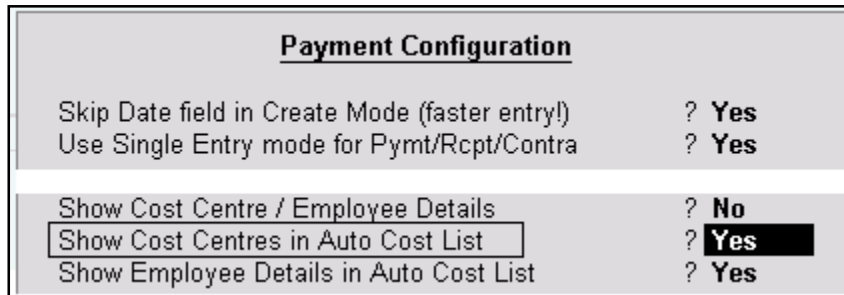 Payment Configuration
Skip Date field in Create Mode (faster entry!) ? Yes
Use Single Entry mode for Pymt/Rcpt/Contra ? Yes
Show Cost Centre / Employee Details ? No
Show Cost Centres in Auto Cost List ? Yes
Show Employee Details in Auto Cost List ? Yes